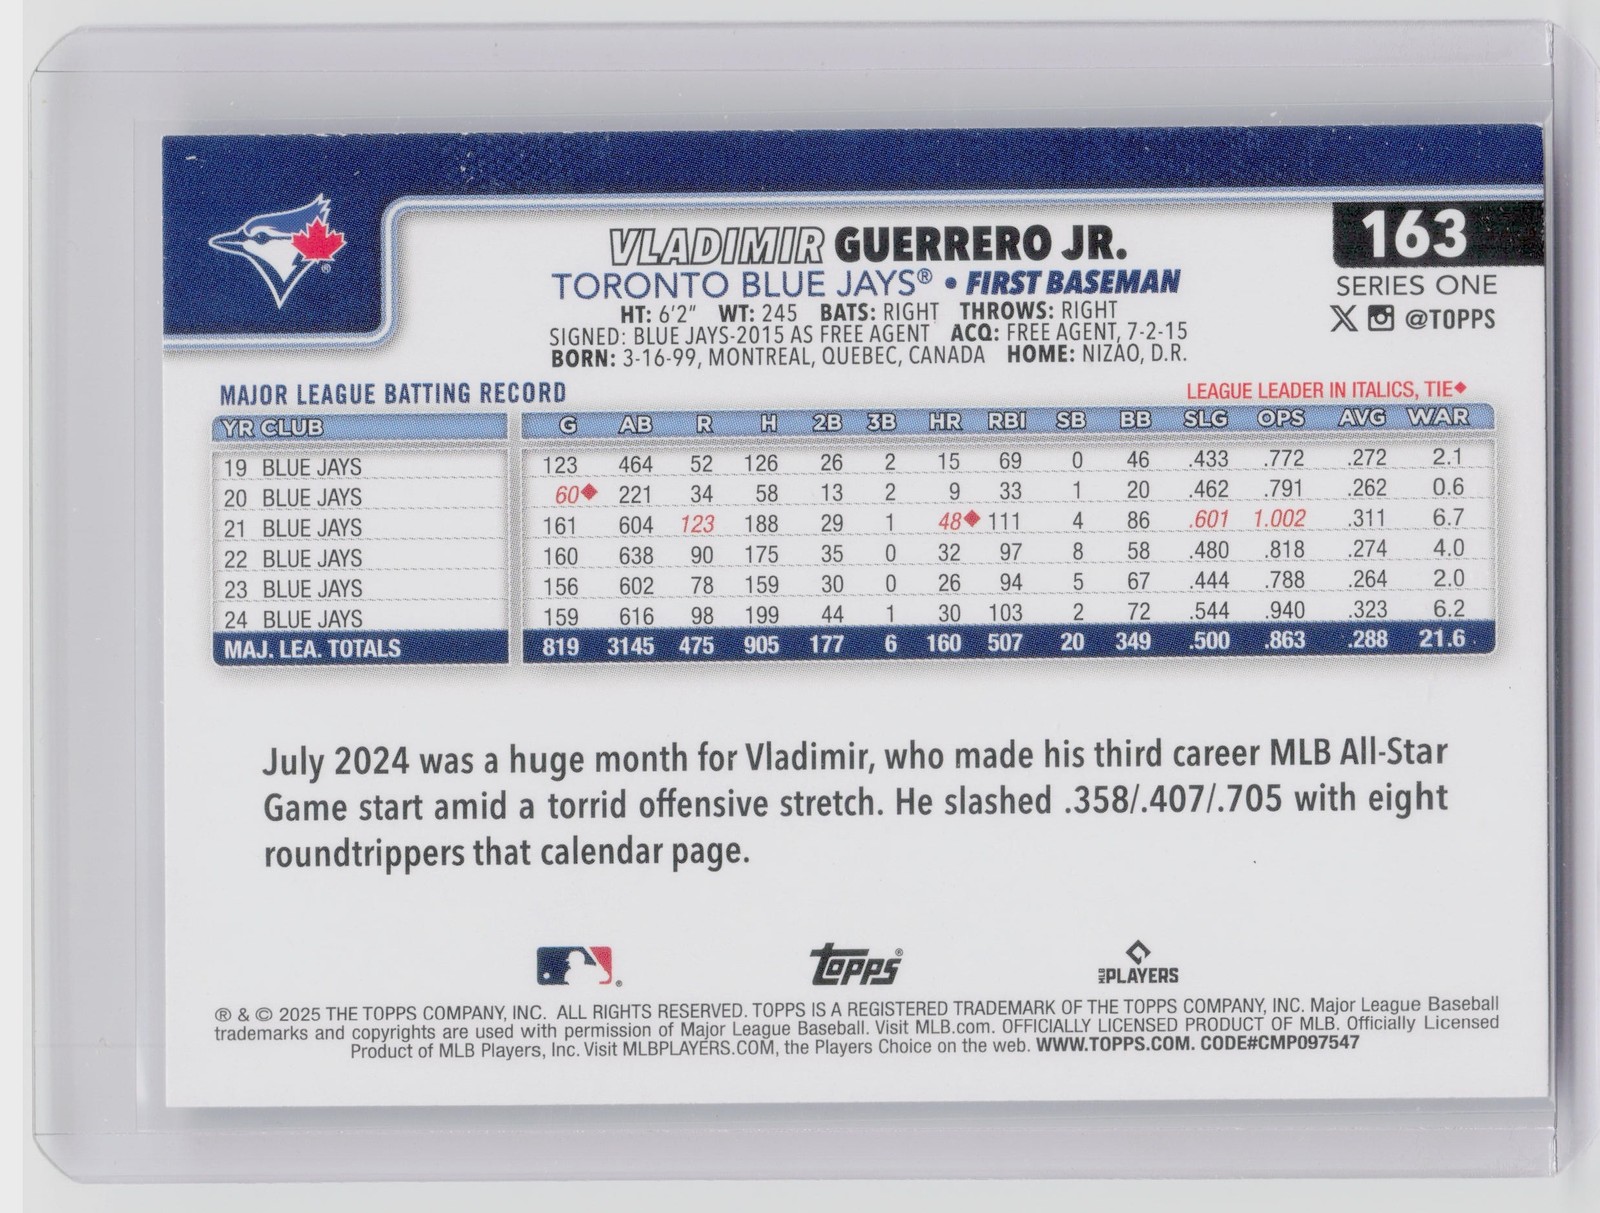 163
VLADIMIR GUERRERO JR.
TORONTO BLUE JAYS® • FIRST BASEMAN
SERIES ONE
HT: 6'2" WT: 245 BATS: RIGHT THROWS: RIGHT
@TOPPS
SIGNED: BLUE JAYS-2015 AS FREE AGENT ACQ: FREE AGENT, 7-2-15
BORN: 3-16-99, MONTREAL, QUEBEC, CANADA HOME: NIZAO, D.R.
MAJOR LEAGUE BATTING RECORD LEAGUE LEADER IN ITALICS, TIE♦
YR CLUB G AB R H 2B 3B HR RBI SB BB SLG OPS AVG WAR
19 BLUE JAYS 123 464 52 126 26 2 15 69 0 46 .433 .772 .272 2.1
20 BLUE JAYS 60♦ 221 34 58 13 2 9 33 1 20 .462 .791 .262 0.6
21 BLUE JAYS 161 604 123 188 29 1 48♦ 111 4 86 .601 1.002 .311 6.7
22 BLUE JAYS 160 638 90 175 35 0 32 97 8 58 .480 .818 .274 4.0
23 BLUE JAYS 156 602 78 159 30 0 26 94 5 67 .444 .788 .264 2.0
24 BLUE JAYS 159 616 98 199 44 1 30 103 2 72 .544 .940 .323 6.2
MAJ. LEA. TOTALS 819 3145 475 905 177 6 160 507 20 349 .500 .863 .288 21.6
July 2024 was a huge month for Vladimir, who made his third career MLB All-Star
Game start amid a torrid offensive stretch. He slashed .358/.407/.705 with eight
roundtrippers that calendar page.
Topps® MLB PLAYERS
® & © 2025 THE TOPPS COMPANY, INC. ALL RIGHTS RESERVED. TOPPS IS A REGISTERED TRADEMARK OF THE TOPPS COMPANY, INC. Major League Baseball
trademarks and copyrights are used with permission of Major League Baseball. Visit MLB.com. OFFICIALLY LICENSED PRODUCT OF MLB. Officially Licensed
Product of MLB Players, Inc. Visit MLBPLAYERS.COM, the Players Choice on the web. WWW.TOPPS.COM. CODE#CMP097547